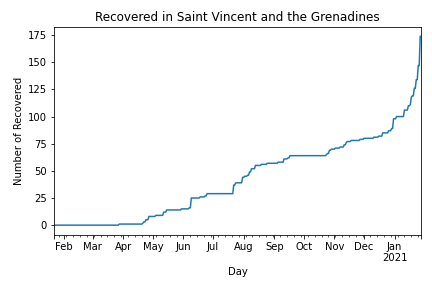 Recovered in Saint Vincent and the Grenadines
Number of Recovered
175
150
125
100
75
50
25
0
Feb Mar Apr May Jun Jul Aug Sep Oct Nov Dec Jan
2021
Day